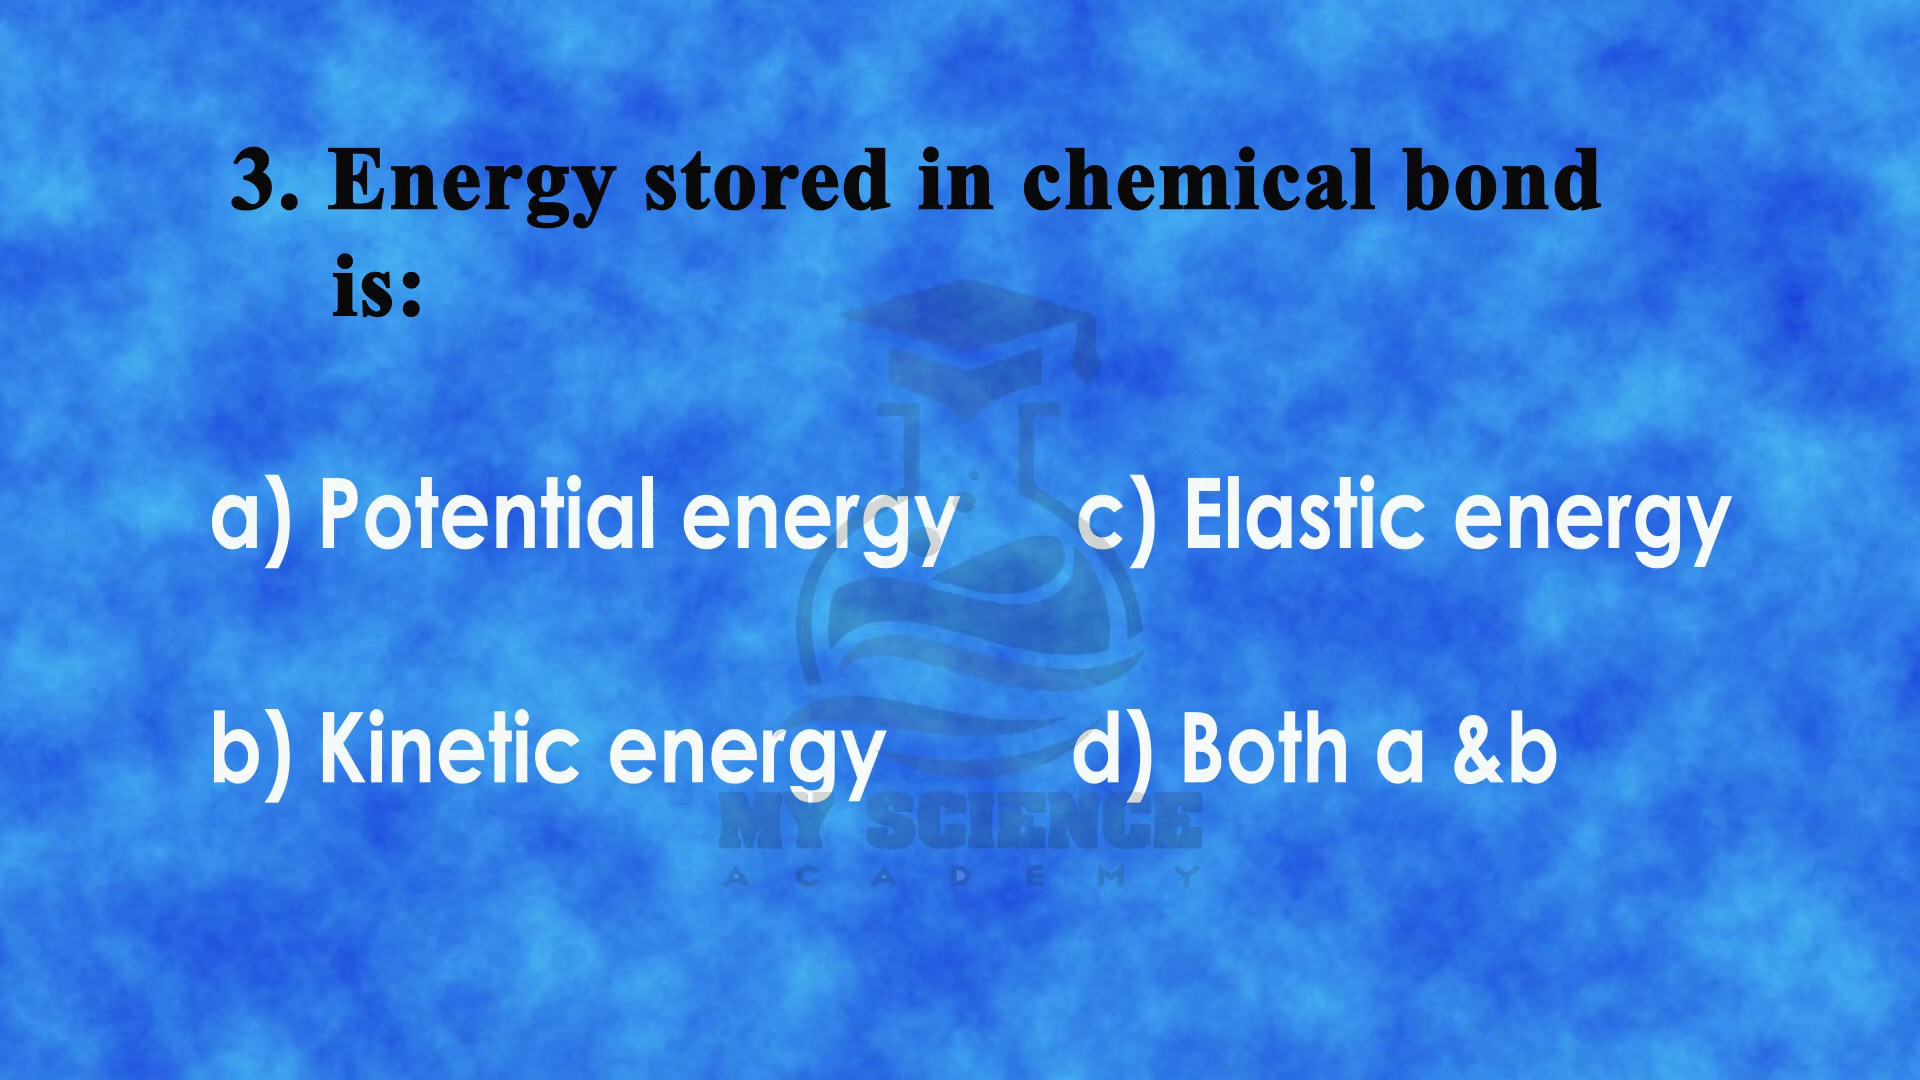 3. Energy stored in chemical bond
is:
a) Potential energy
c) Elastic energy
b) Kinetic energy
d) Both a &b
MY SCIENCE
ACADEMY